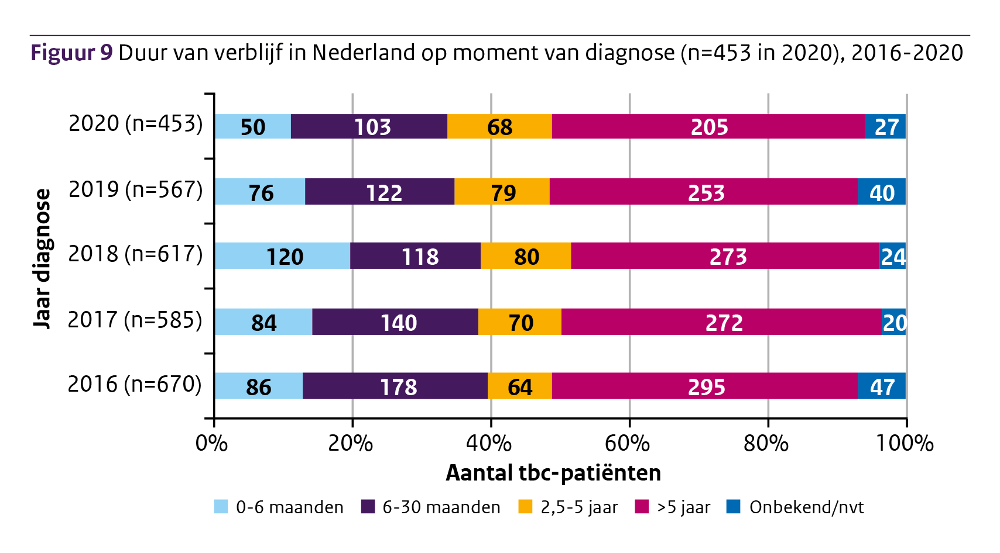 Figuur 9 Duur van verblijf in Nederland op moment van diagnose (n=453 in 2020), 2016-2020
Jaar diagnose
2020 (n=453) 50 103 68 205 27
2019 (n=567) 76 122 79 253 40
2018 (n=617) 120 118 80 273 24
2017 (n=585) 84 140 70 272 20
2016 (n=670) 86 178 64 295 47
0% 20% 40% 60% 80% 100%
Aantal tbc-patiënten
0-6 maanden 6-30 maanden 2,5-5 jaar >5 jaar Onbekend/nvt